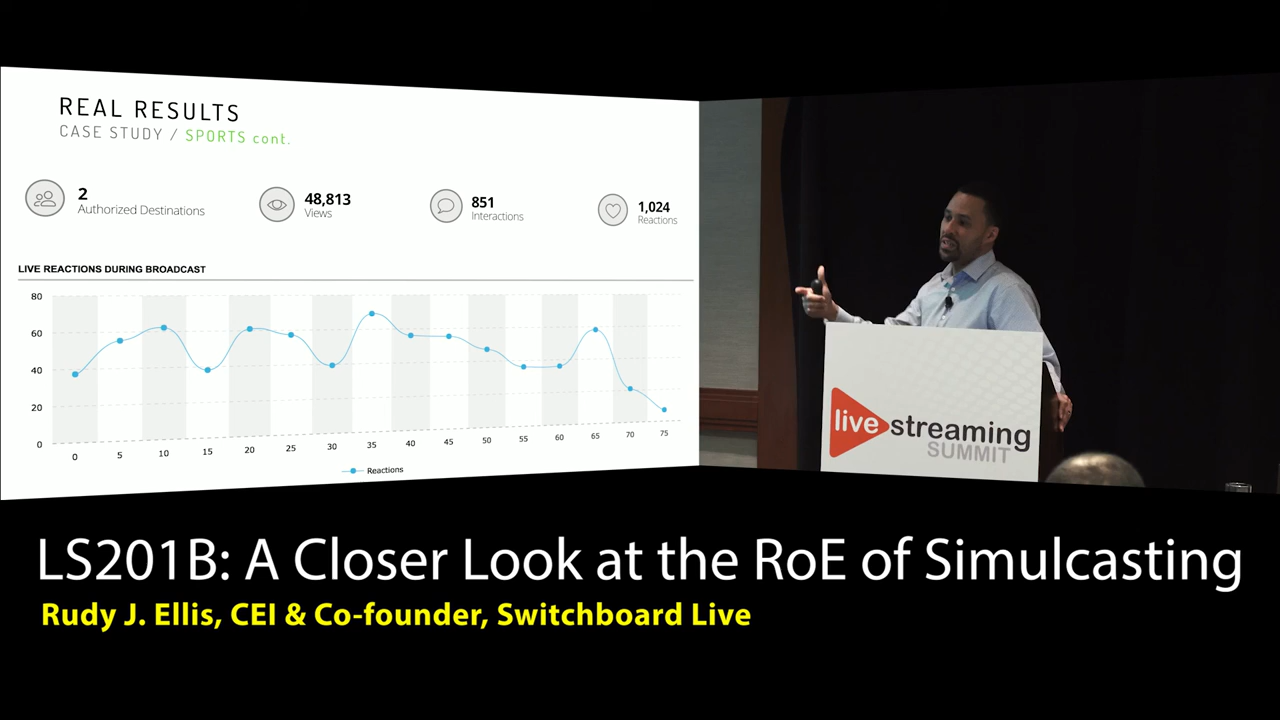 REAL RESULTS
CASE STUDY / SPORTS cont.
2
Authorized Destinations
48,813
Views
851
Interactions
1,024
Reactions
LIVE REACTIONS DURING BROADCAST
80
60
40
20
0
0 5 10 15 20 25 30 35 40 45 50 55 60 65 70 75
Reactions
live streaming
SUMMIT
LS201B: A Closer Look at the RoE of Simulcasting
Rudy J. Ellis, CEI & Co-founder, Switchboard Live